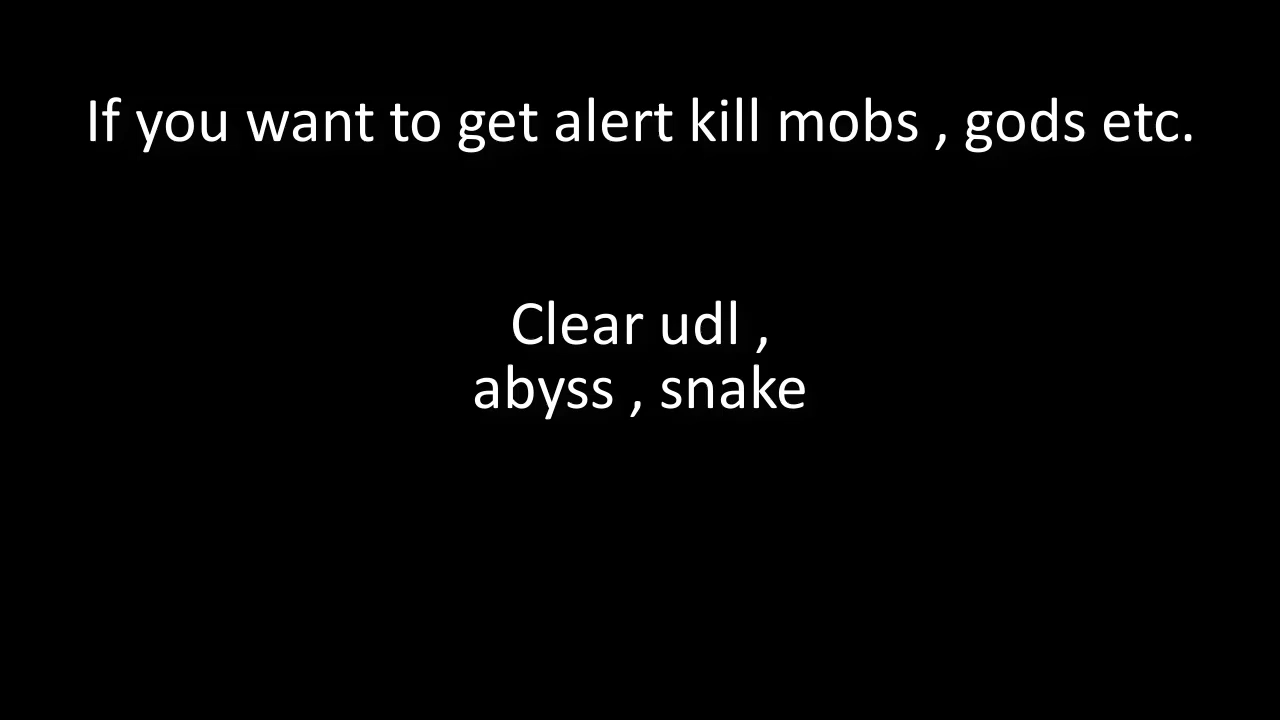 If you want to get alert kill mobs , gods etc.
Clear udl ,
abyss , snake